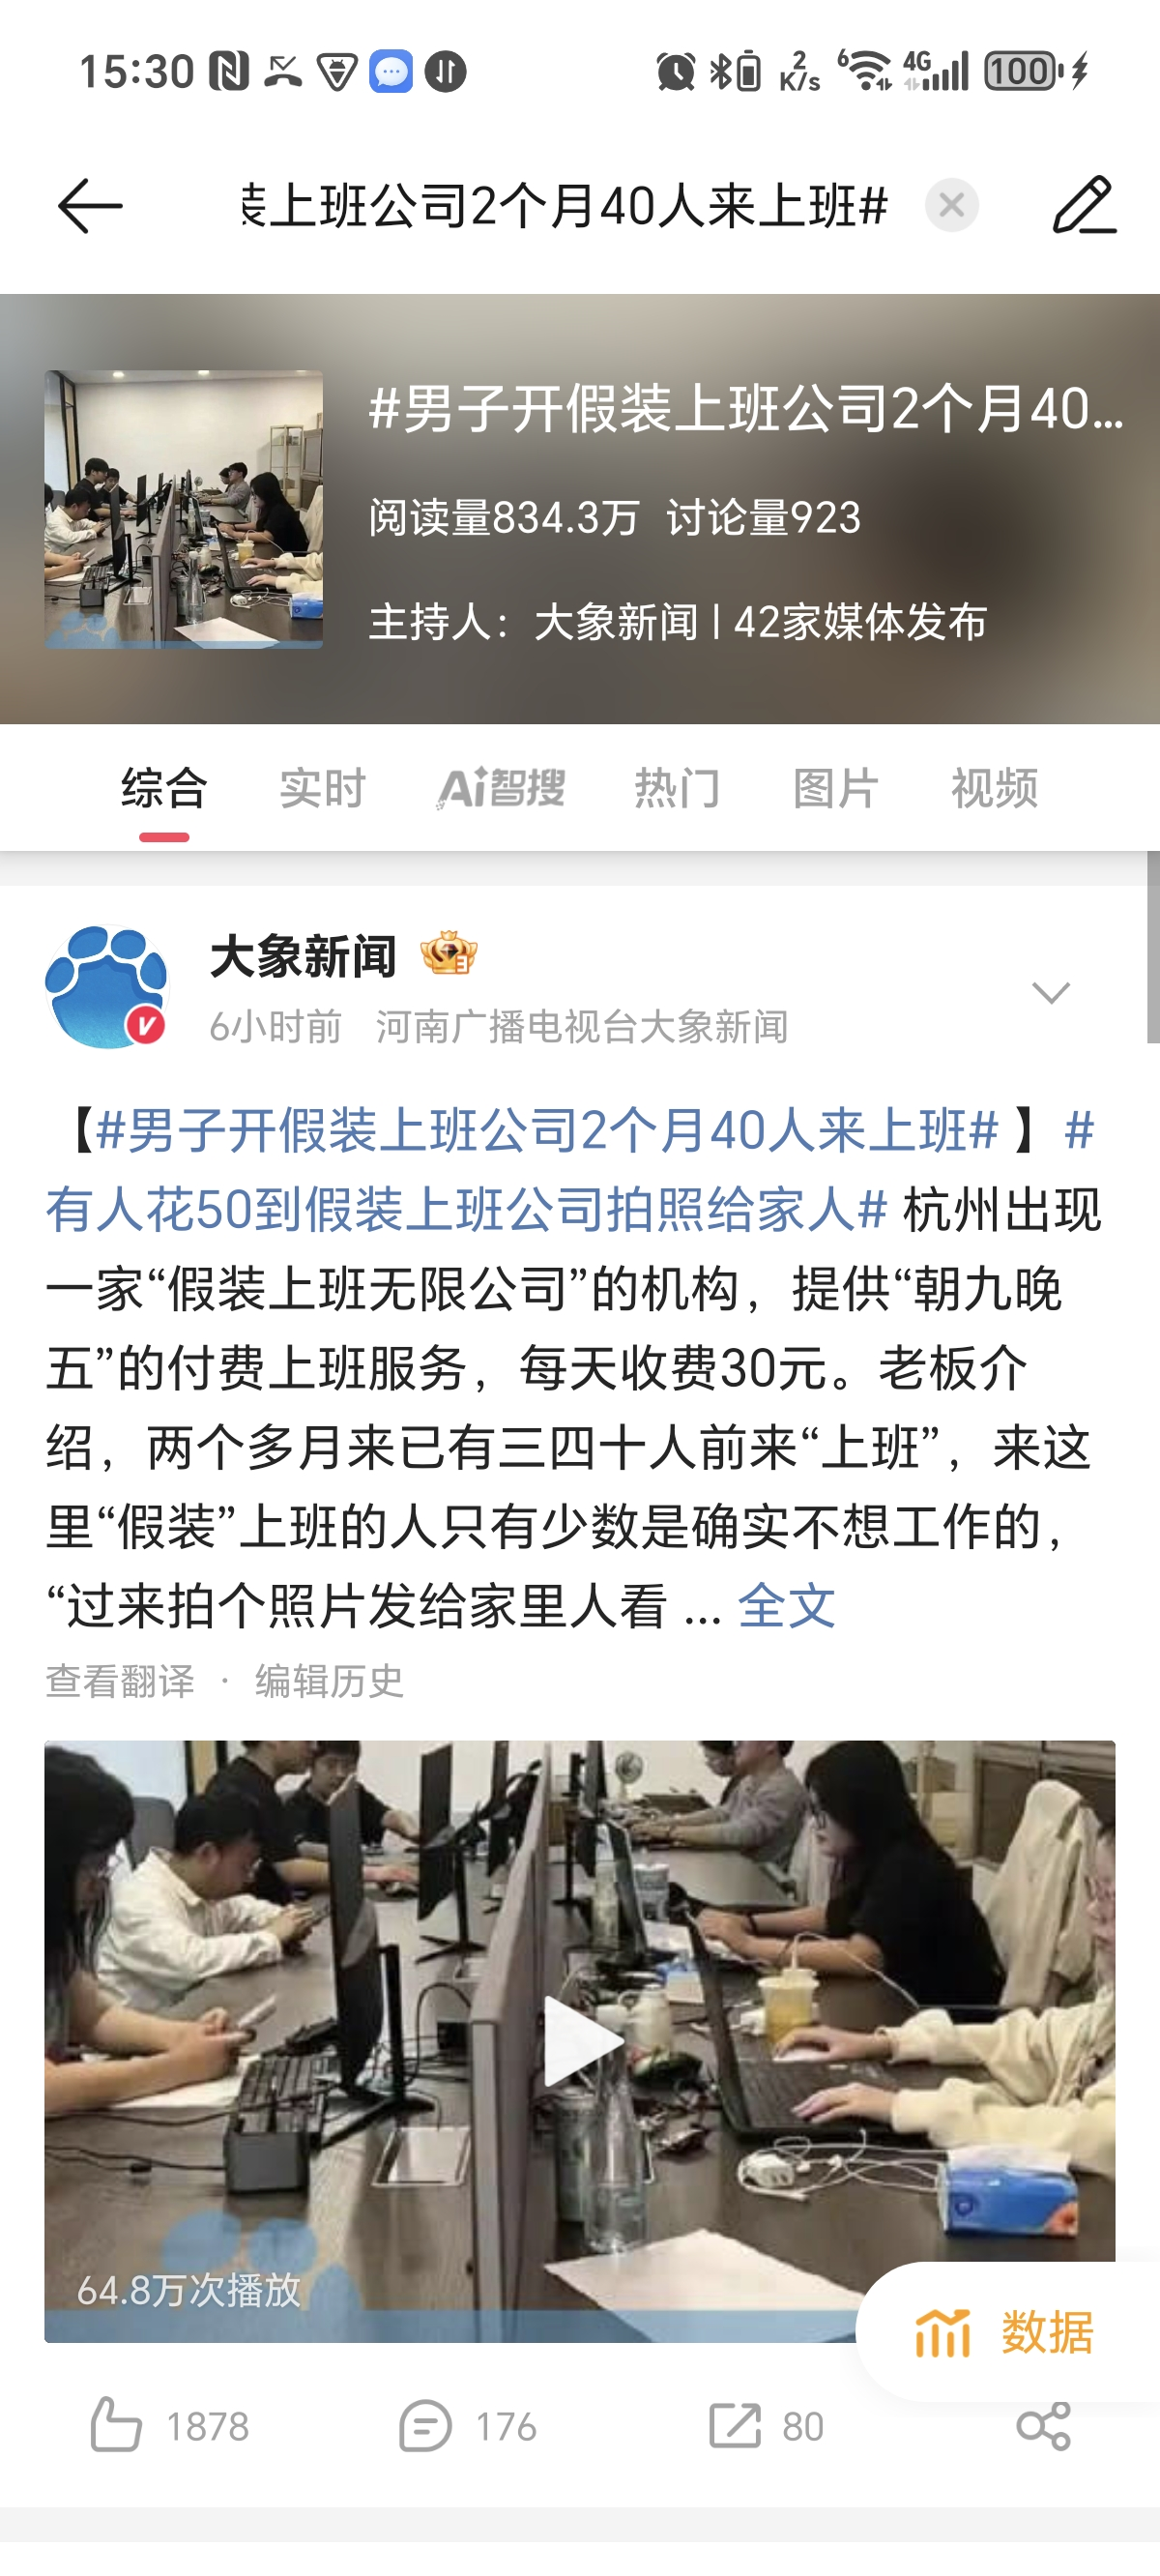 15:30
2 K/s
6
4G
100
装上班公司2个月40人来上班#
#男子开假装上班公司2个月40...
阅读量834.3万 讨论量923
主持人：大象新闻 | 42家媒体发布
综合 实时 Ai智搜 热门 图片 视频
大象新闻
3
6小时前 河南广播电视台大象新闻
【#男子开假装上班公司2个月40人来上班# 】#
有人花50到假装上班公司拍照给家人# 杭州出现
一家“假装上班无限公司”的机构，提供“朝九晚
五”的付费上班服务，每天收费30元。老板介
绍，两个多月来已有三四十人前来“上班”，来这
里“假装”上班的人只有少数是确实不想工作的，
“过来拍个照片发给家里人看 ... 全文
查看翻译 · 编辑历史
64.8万次播放
数据
1878 176 80